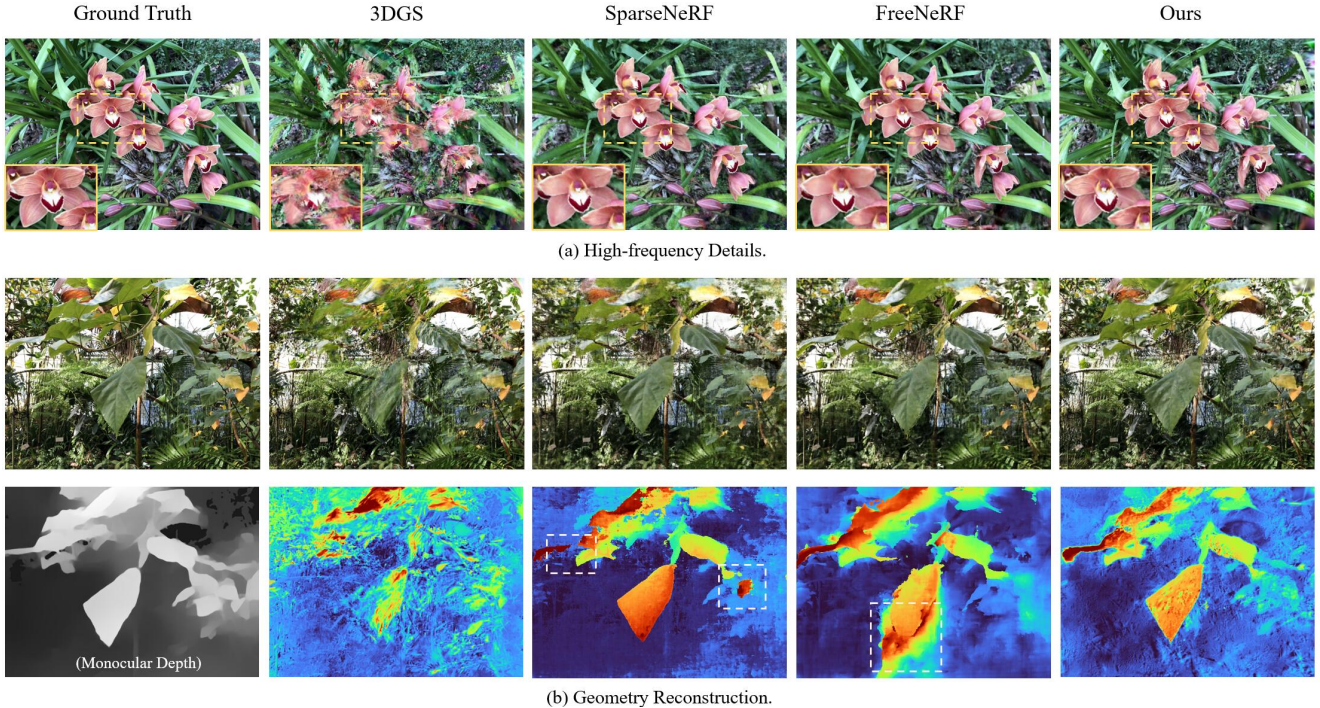 Ground Truth
3DGS
SparseNeRF
FreeNeRF
Ours
(a) High-frequency Details.
(Monocular Depth)
(b) Geometry Reconstruction.